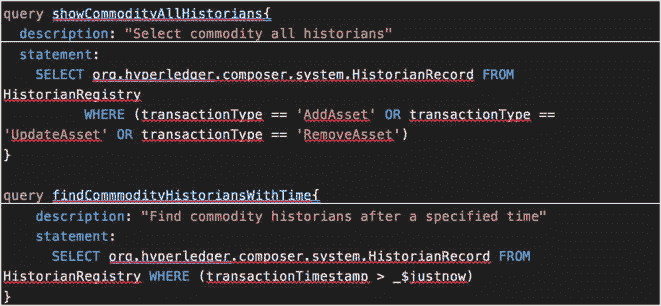 query showCommodityAllHistorians{
description: "Select commodity all historians"
statement:
SELECT org.hyperledger.composer.system.HistorianRecord FROM
HistorianRegistry
WHERE (transactionType == 'AddAsset' OR transactionType ==
'UpdateAsset' OR transactionType == 'RemoveAsset')
}
query findCommmodityHistoriansWithTime{
description: "Find commodity historians after a specified time"
statement:
SELECT org.hyperledger.composer.system.HistorianRecord FROM
HistorianRegistry WHERE (transactionTimestamp > _$justnow)
}